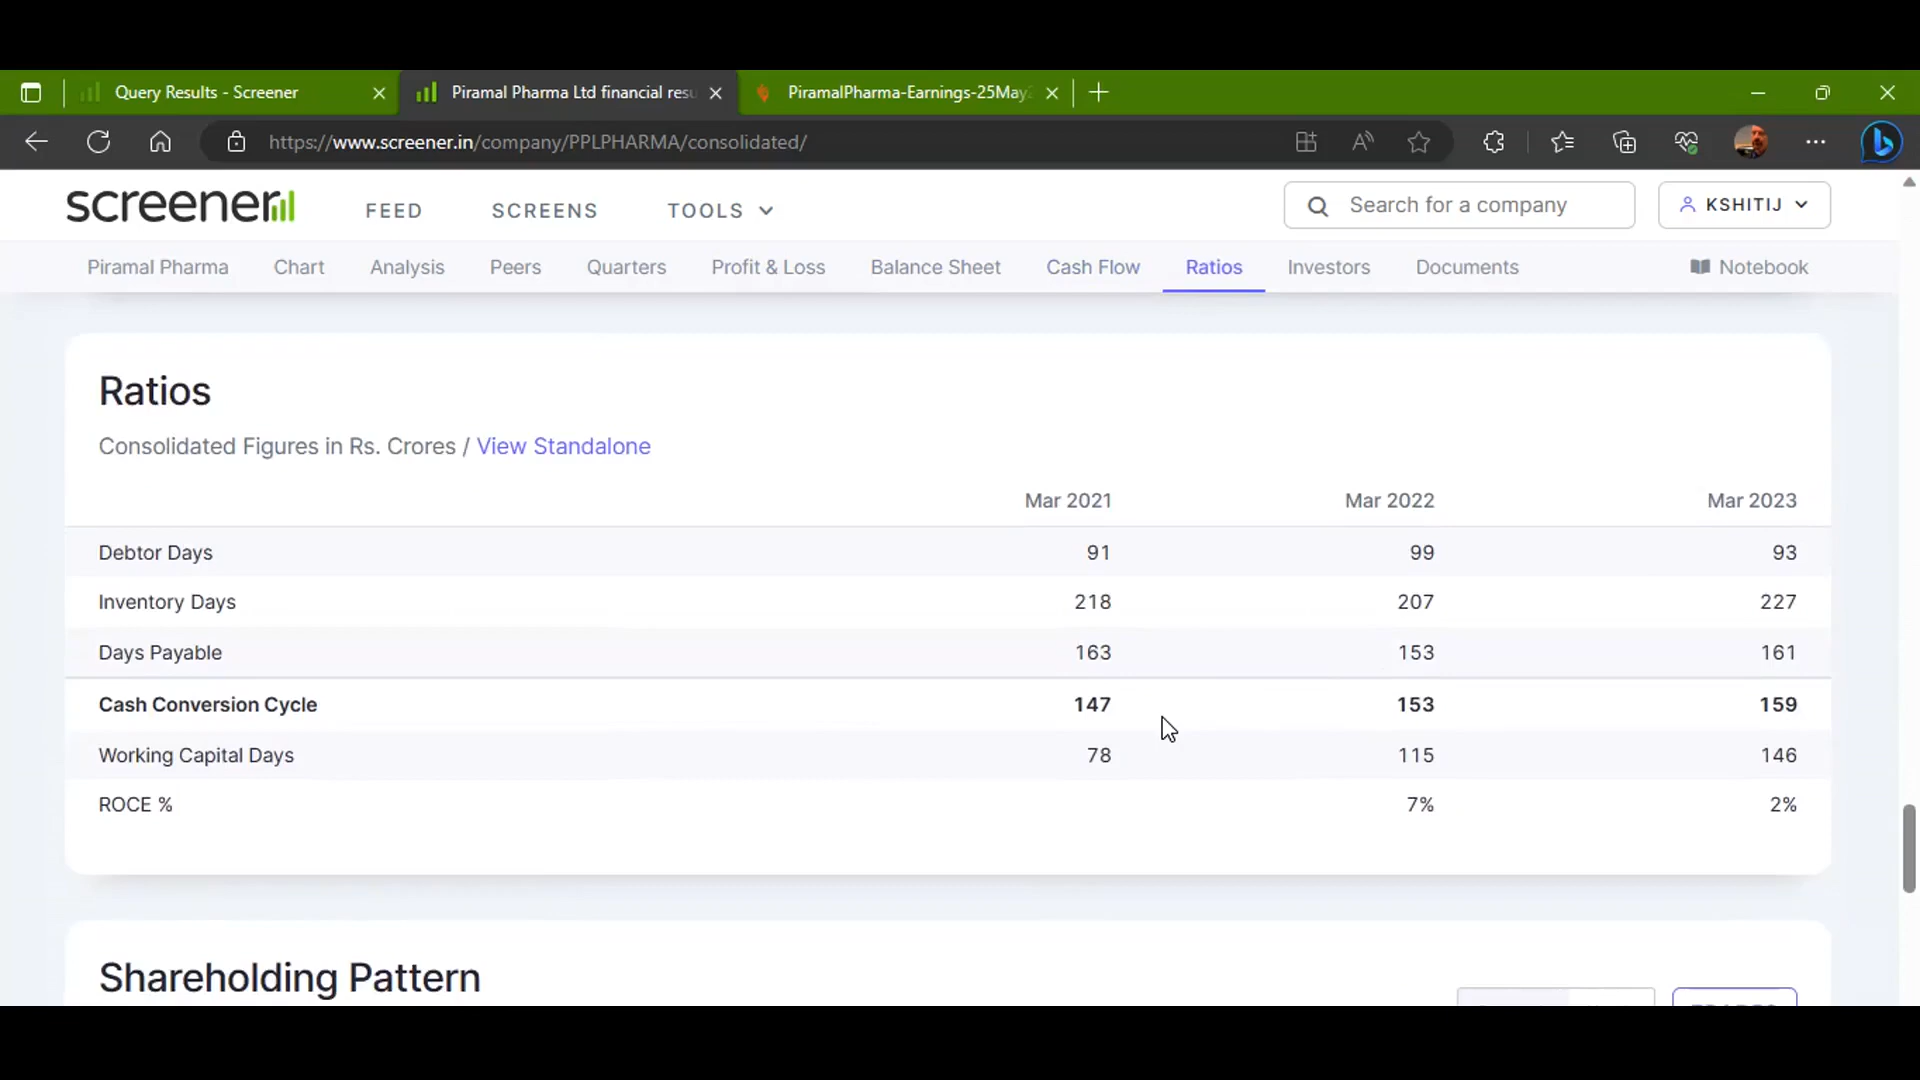 Query Results - Screener
Piramal Pharma Ltd financial resu
PiramalPharma-Earnings-25May2
https://www.screener.in/company/PPLPHARMA/consolidated/
screener
FEED
SCREENS
TOOLS
Search for a company
KSHITIJ
Piramal Pharma
Chart
Analysis
Peers
Quarters
Profit & Loss
Balance Sheet
Cash Flow
Ratios
Investors
Documents
Notebook
Ratios
Consolidated Figures in Rs. Crores / View Standalone
Mar 2021 Mar 2022 Mar 2023
Debtor Days 91 99 93
Inventory Days 218 207 227
Days Payable 163 153 161
Cash Conversion Cycle 147 153 159
Working Capital Days 78 115 146
ROCE % 7% 2%
Shareholding Pattern